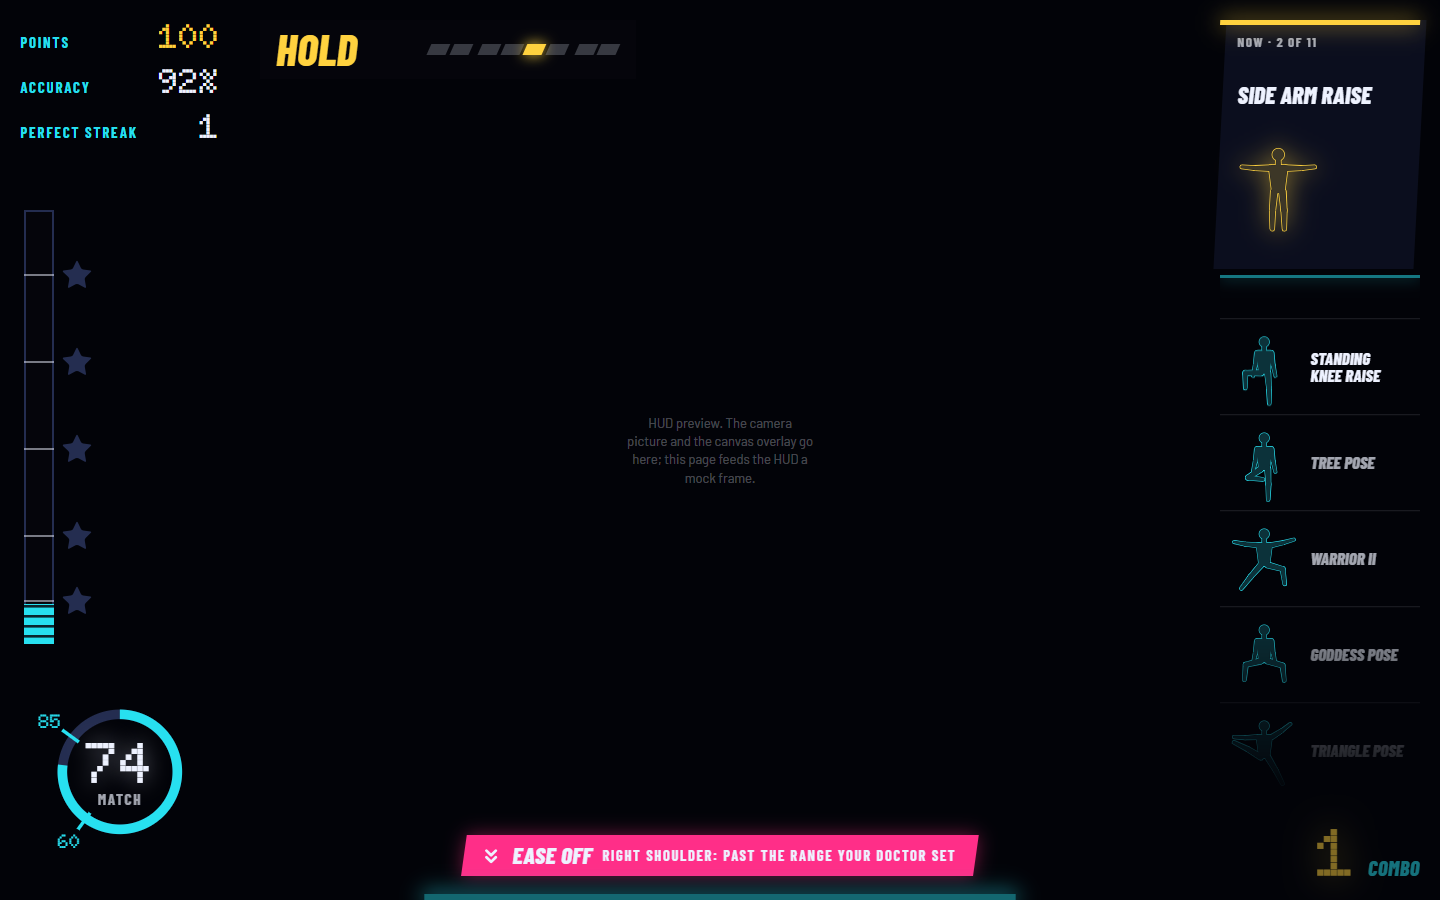 POINTS 100
ACCURACY 92%
PERFECT STREAK 1
HOLD
NOW · 2 OF 11
SIDE ARM RAISE
STANDING
KNEE RAISE
TREE POSE
WARRIOR II
GODDESS POSE
TRIANGLE POSE
HUD preview. The camera
picture and the canvas overlay go
here; this page feeds the HUD a
mock frame.
85
74
MATCH
60
EASE OFF RIGHT SHOULDER: PAST THE RANGE YOUR DOCTOR SET
1 COMBO